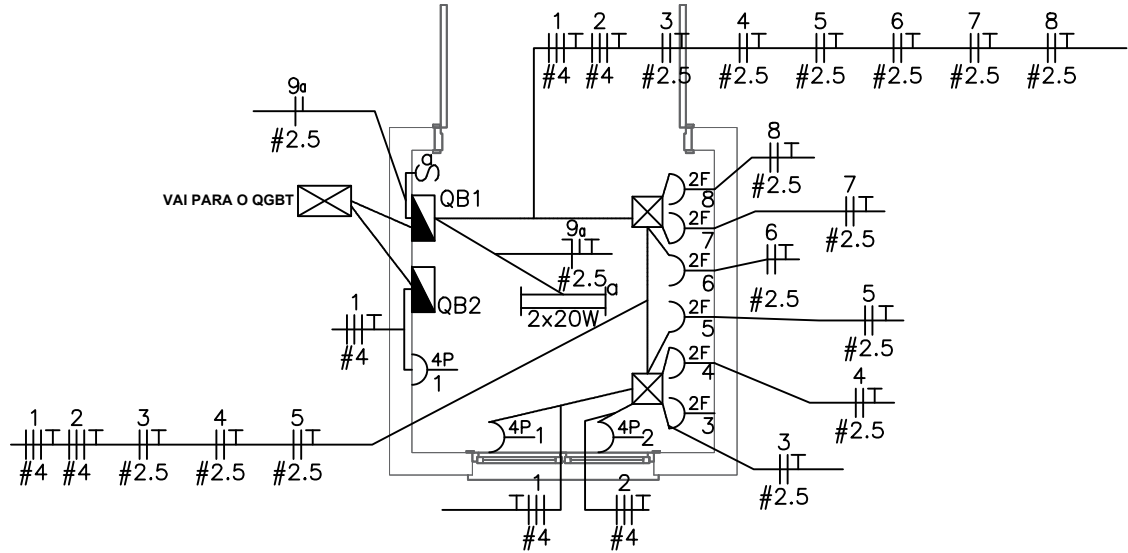 1 T 2 T 3 T 4 T 5 T 6 T 7 T 8 T
#4 #4 #2.5 #2.5 #2.5 #2.5 #2.5 #2.5
9a
#2.5
8 T
#2.5
a
S
2F
8
VAI PARA O QGBT
QB1
7 T
#2.5
2F
7
9a T
#2.5
6 T
#2.5
2F
6
a
2x20W
QB2
1 T
#4
5 T
#2.5
2F
5
4P
1
2F
4
4 T
#2.5
2F
3
1 T 2 T 3 T 4 T 5 T
#4 #4 #2.5 #2.5 #2.5
4P 1
4P 2
3 T
#2.5
T 1
#4
2 T
#4